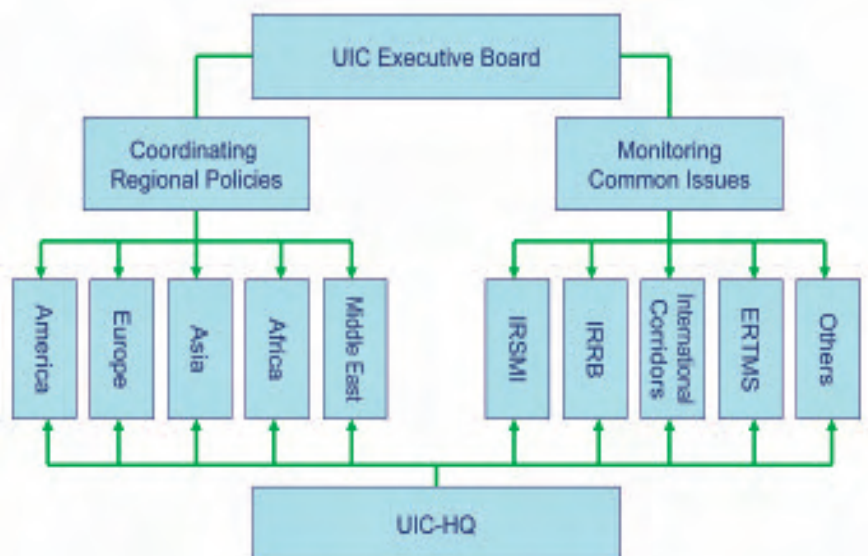 UIC Executive Board
Coordinating
Regional Policies
Monitoring
Common Issues
America
Europe
Asia
Africa
Middle East
IRSMI
IRRB
International
Corridors
ERTMS
Others
UIC-HQ